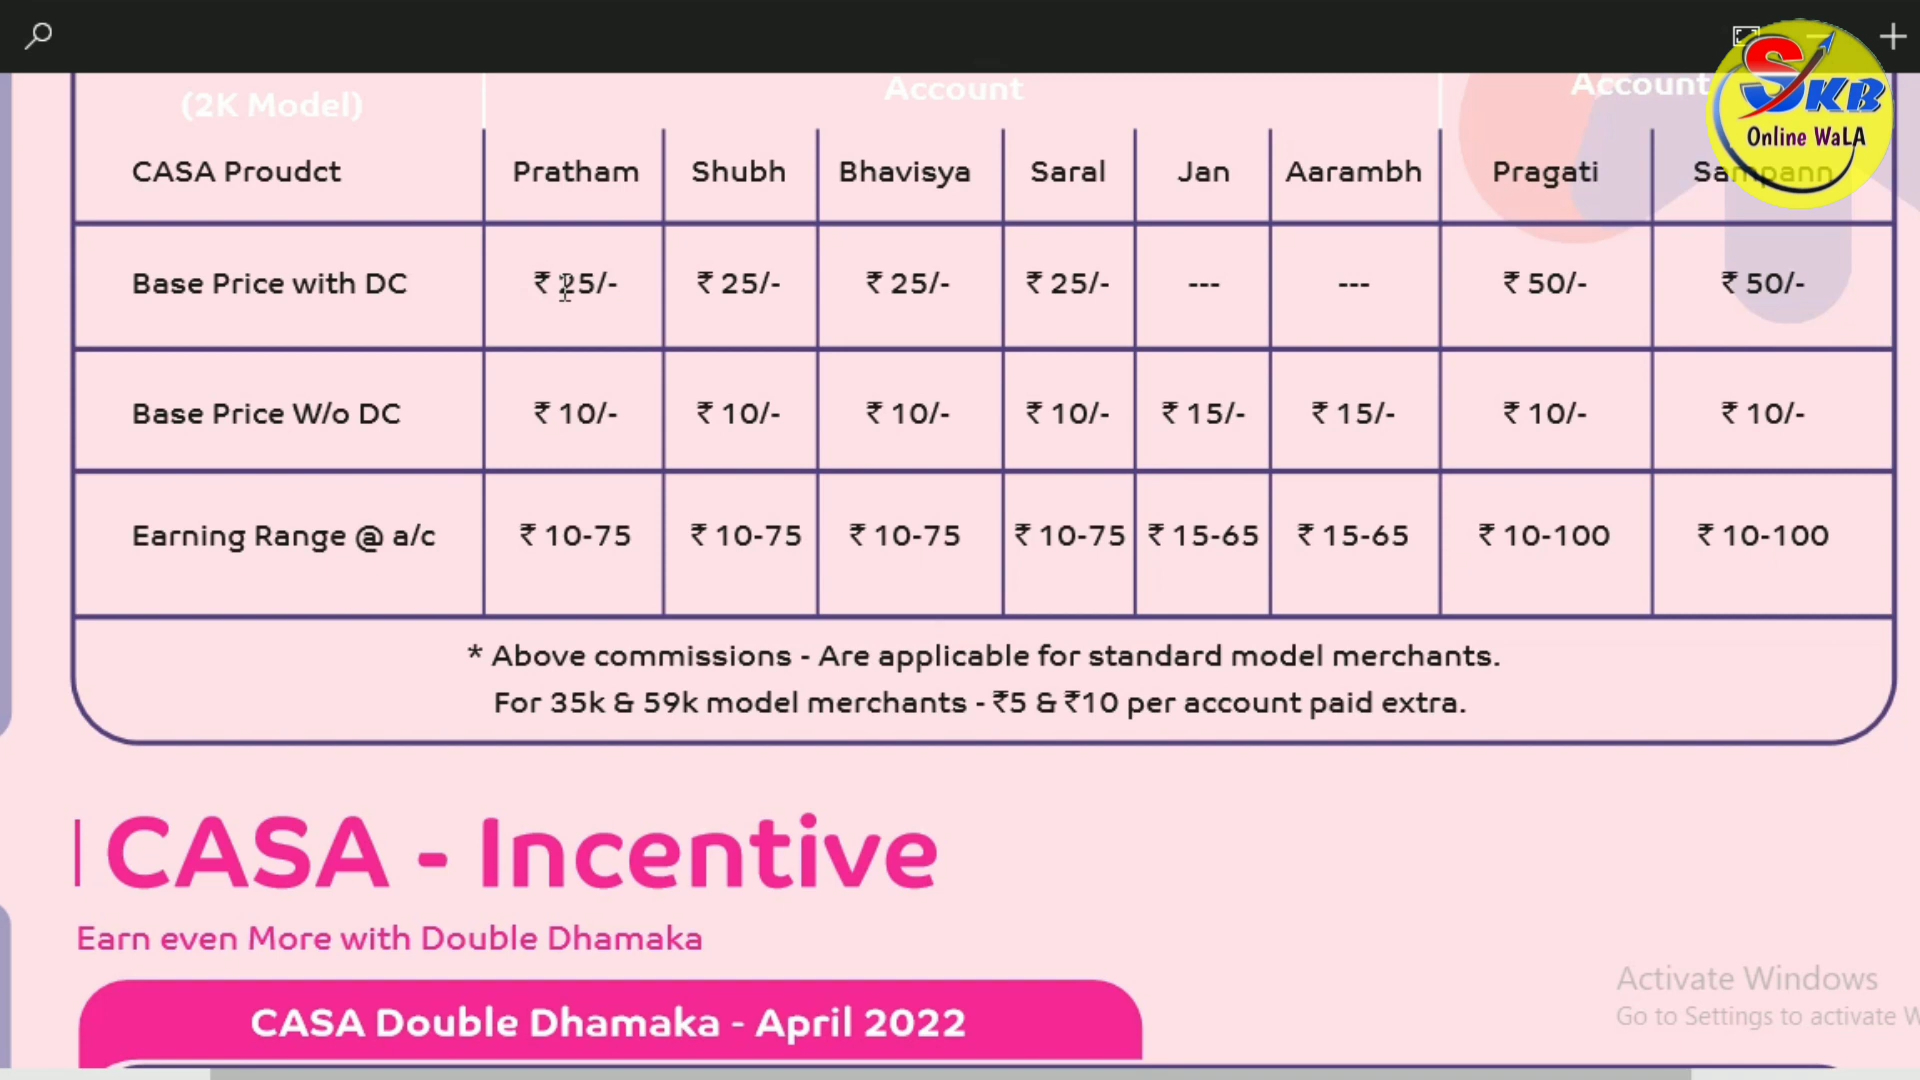 Account
Account
(2K Model)
SKB
Online WaLA
CASA Proudct Pratham Shubh Bhavisya Saral Jan Aarambh Pragati Sampann
Base Price with DC ₹ 25/- ₹ 25/- ₹ 25/- ₹ 25/- --- --- ₹ 50/- ₹ 50/-
Base Price W/o DC ₹ 10/- ₹ 10/- ₹ 10/- ₹ 10/- ₹ 15/- ₹ 15/- ₹ 10/- ₹ 10/-
Earning Range @ a/c ₹ 10-75 ₹ 10-75 ₹ 10-75 ₹ 10-75 ₹ 15-65 ₹ 15-65 ₹ 10-100 ₹ 10-100
* Above commissions - Are applicable for standard model merchants.
For 35k & 59k model merchants - ₹5 & ₹10 per account paid extra.
CASA - Incentive
Earn even More with Double Dhamaka
CASA Double Dhamaka - April 2022
Activate Windows
Go to Settings to activate W